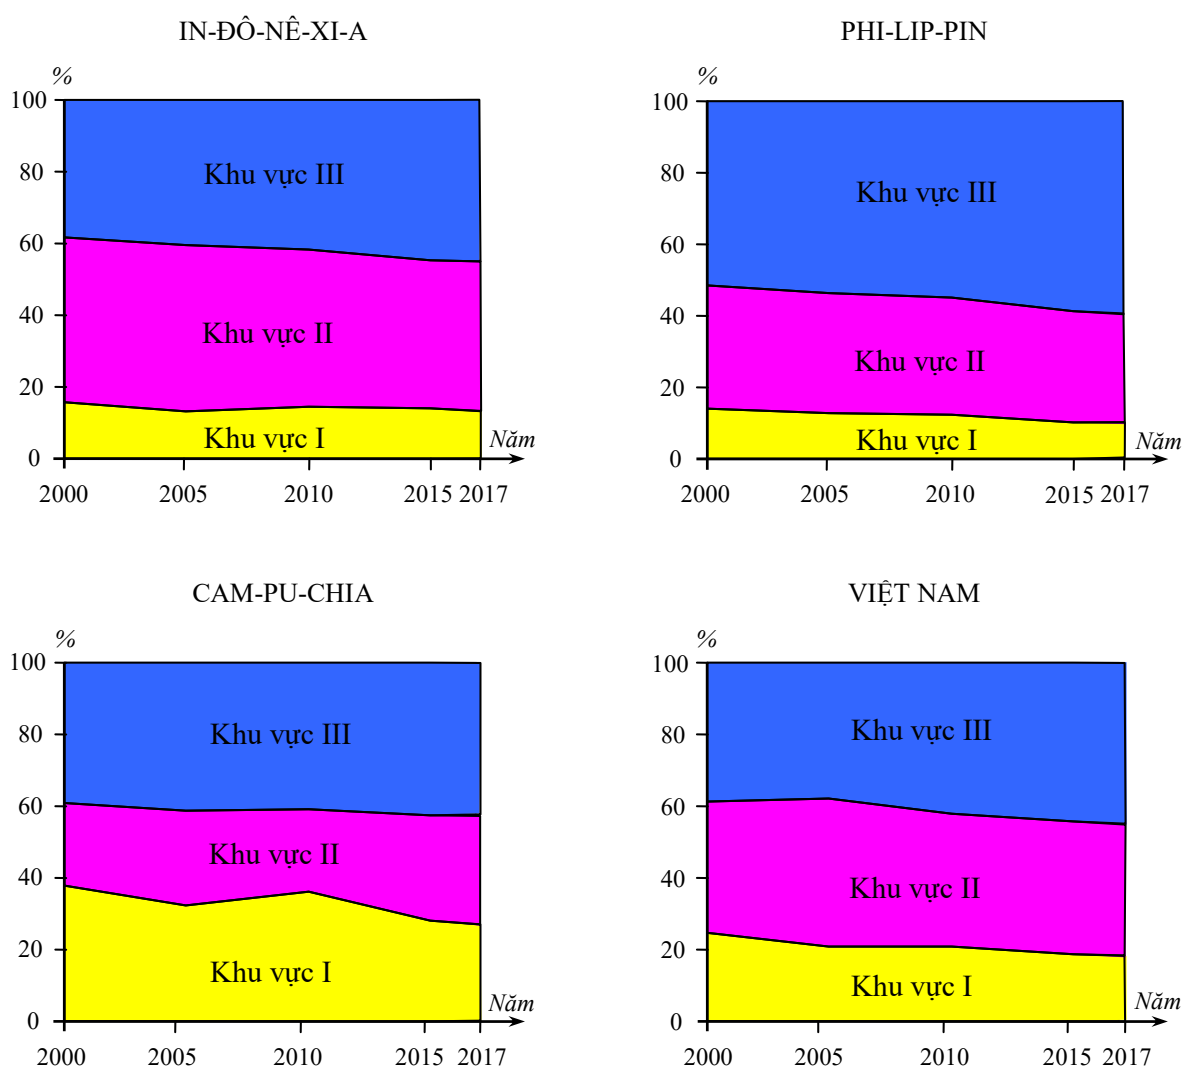 IN-ĐÔ-NÊ-XI-A
%
100
80
60
40
20
0
Khu vực III
Khu vực II
Khu vực I
Năm
2000 2005 2010 2015 2017
PHI-LIP-PIN
%
100
80
60
40
20
0
Khu vực III
Khu vực II
Khu vực I
Năm
2000 2005 2010 2015 2017
CAM-PU-CHIA
%
100
80
60
40
20
0
Khu vực III
Khu vực II
Khu vực I
Năm
2000 2005 2010 2015 2017
VIỆT NAM
%
100
80
60
40
20
0
Khu vực III
Khu vực II
Khu vực I
Năm
2000 2005 2010 2015 2017